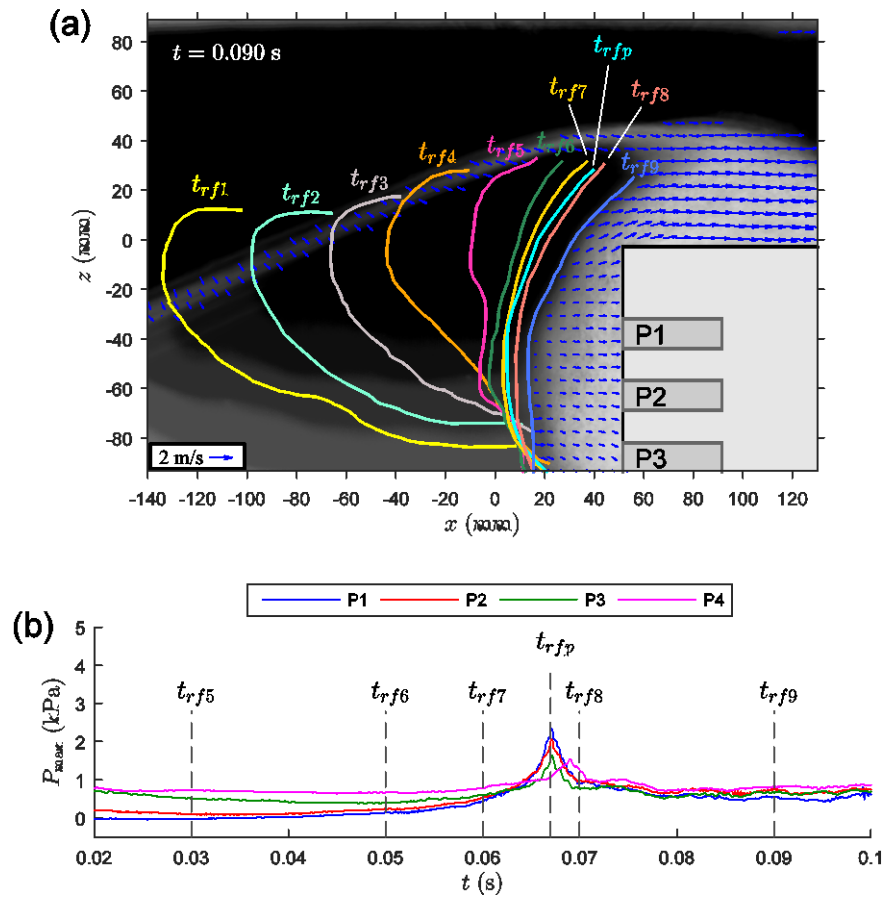 (a)
t = 0.090 s
t_rfp
t_rf7
t_rf8
t_rf6
t_rf5
t_rf4
t_rf9
t_rf3
t_rf2
t_rf1
80
60
40
20
0
-20
-40
-60
-80
z (mm)
P1
P2
P3
2 m/s
-140 -120 -100 -80 -60 -40 -20 0 20 40 60 80 100 120
x (mm)
(b)
P1 P2 P3 P4
t_rfp
t_rf5 t_rf6 t_rf7 t_rf8 t_rf9
5
4
3
2
1
0
P_max (kPa)
0.02 0.03 0.04 0.05 0.06 0.07 0.08 0.09 0.1
t (s)